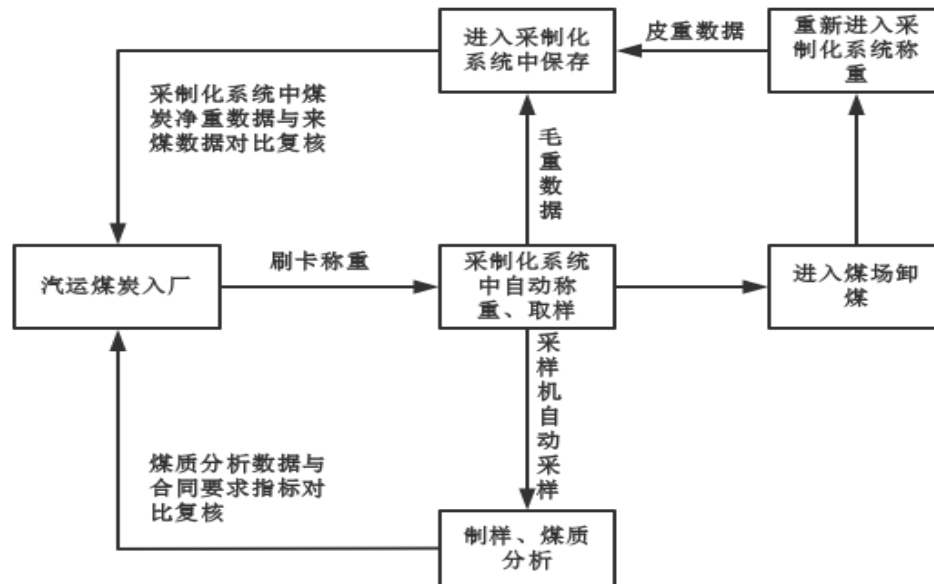 进入采制化
系统中保存
皮重数据
重新进入采
制化系统称
重
采制化系统中煤
炭净重数据与来
煤数据对比复核
毛
重
数
据
汽运煤炭入厂
刷卡称重
采制化系统
中自动称
重、取样
进入煤场卸
煤
采
样
机
自
动
采
样
煤质分析数据与
合同要求指标对
比复核
制样、煤质
分析